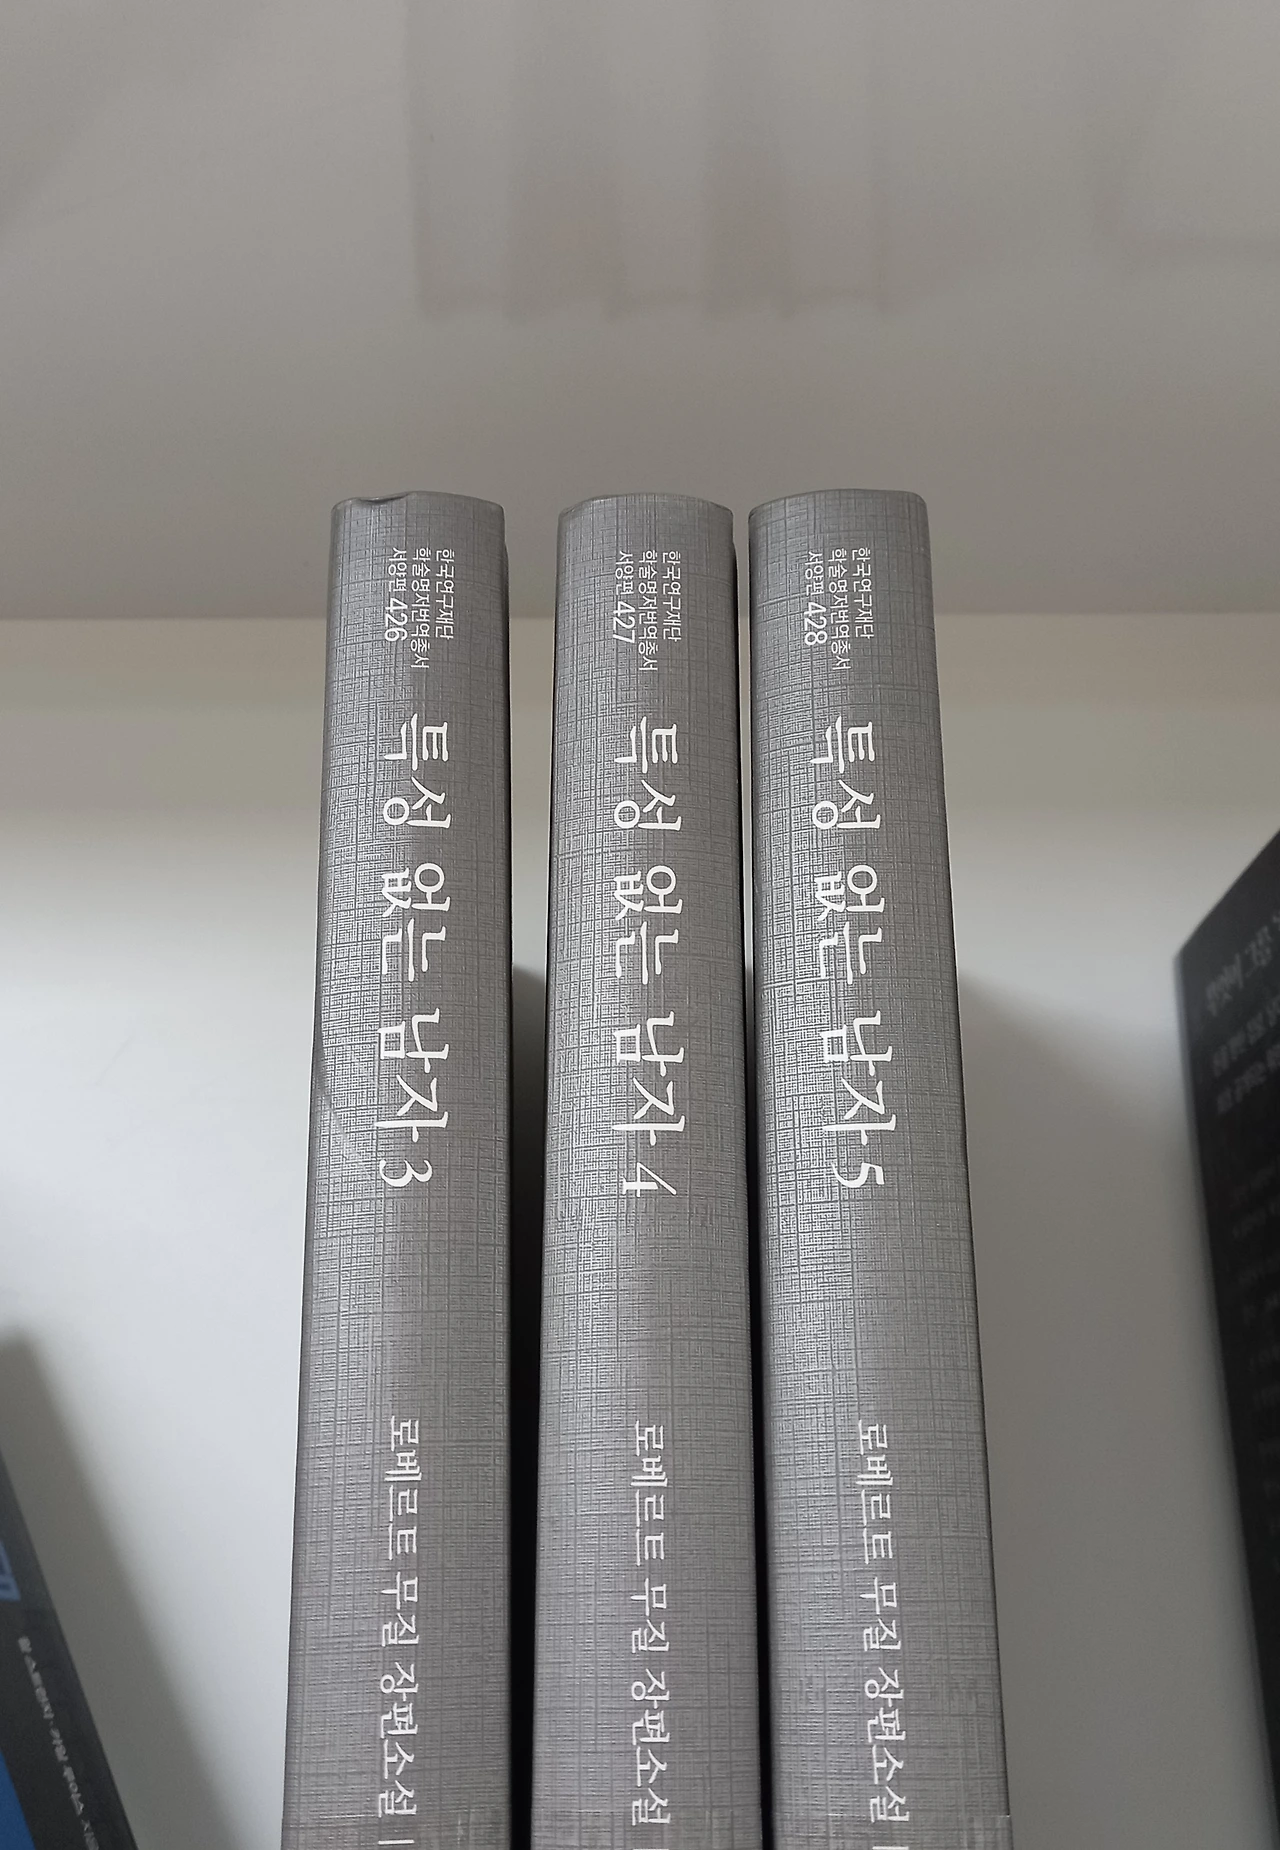 한국연구재단
학술명저번역총서
서양편 426
특성 없는 남자 3
로베르트 무질 장편소설 |
한국연구재단
학술명저번역총서
서양편 427
특성 없는 남자 4
로베르트 무질 장편소설 |
한국연구재단
학술명저번역총서
서양편 428
특성 없는 남자 5
로베르트 무질 장편소설 |